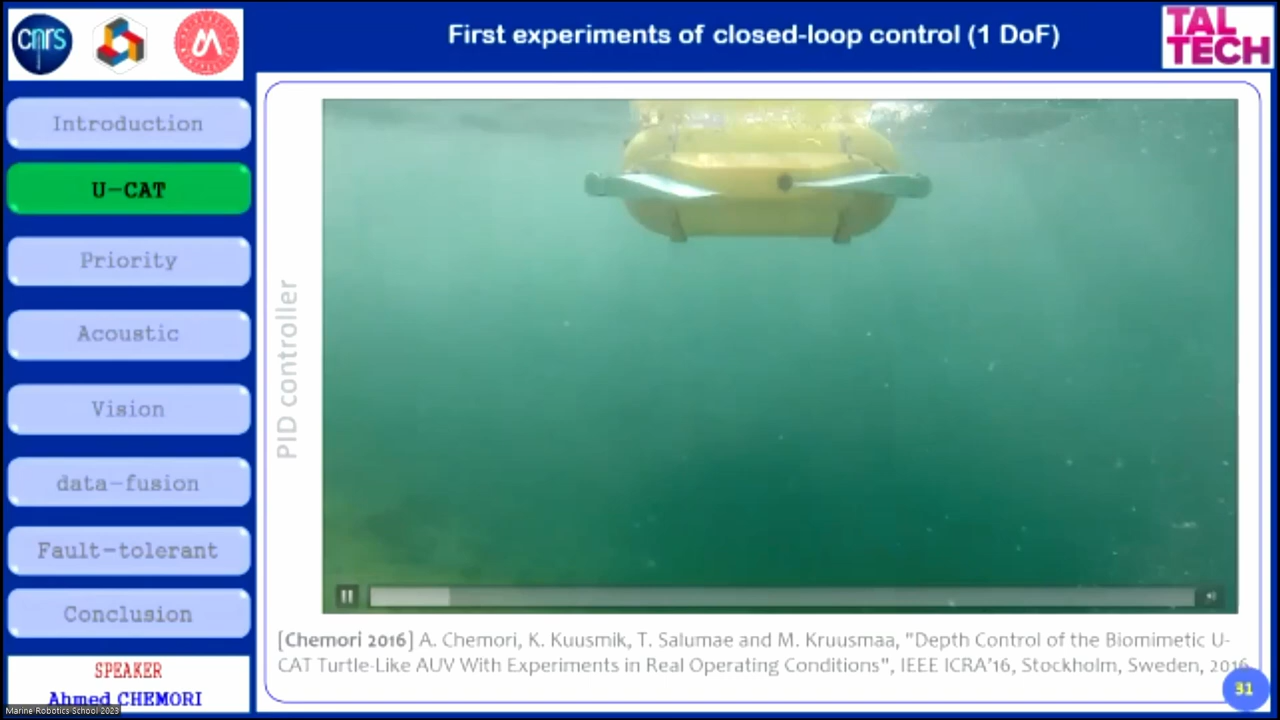 cnrs
First experiments of closed-loop control (1 DoF)
TAL
TECH
Introduction
U-CAT
Priority
Acoustic
Vision
data-fusion
Fault-tolerant
Conclusion
SPEAKER
Ahmed CHEMORI
Marine Robotics School 2023
PID controller
[Chemori 2016] A. Chemori, K. Kuusmik, T. Salumae and M. Kruusmaa, "Depth Control of the Biomimetic U-
CAT Turtle-Like AUV With Experiments in Real Operating Conditions", IEEE ICRA'16, Stockholm, Sweden, 2016
31